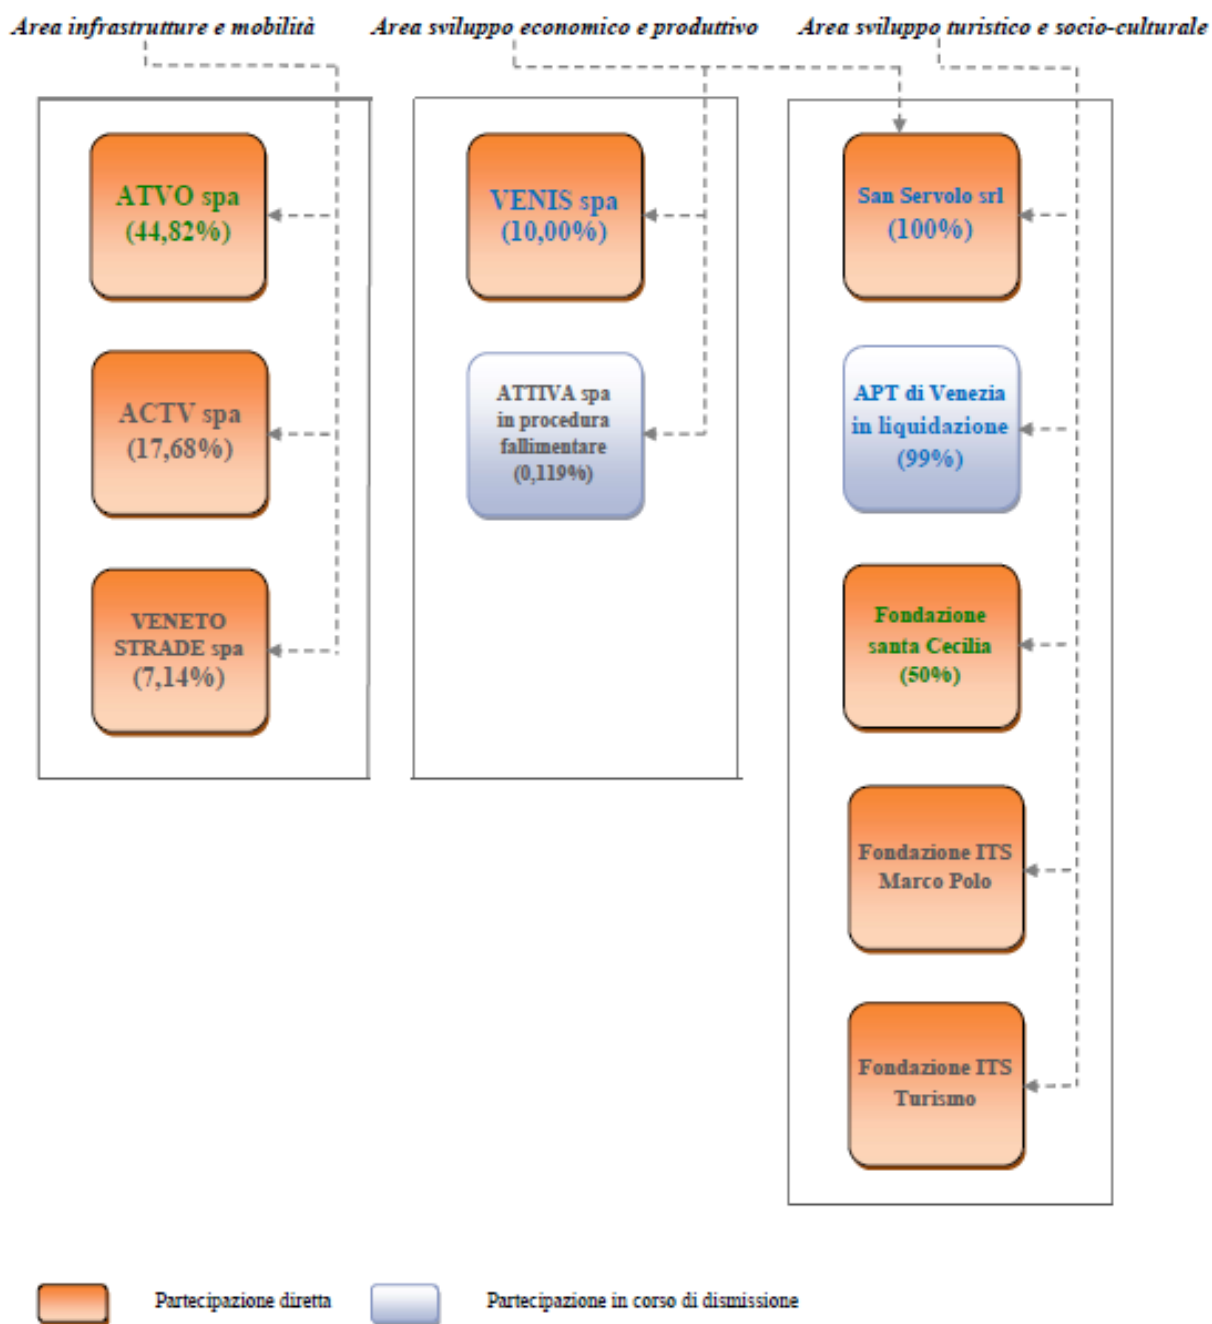 Area infrastrutture e mobilità
Area sviluppo economico e produttivo
Area sviluppo turistico e socio-culturale
ATVO spa
(44,82%)
ACTV spa
(17,68%)
VENETO
STRADE spa
(7,14%)
VENIS spa
(10,00%)
ATTIVA spa
in procedura
fallimentare
(0,119%)
San Servolo srl
(100%)
APT di Venezia
in liquidazione
(99%)
Fondazione
santa Cecilia
(50%)
Fondazione ITS
Marco Polo
Fondazione ITS
Turismo
Partecipazione diretta
Partecipazione in corso di dismissione